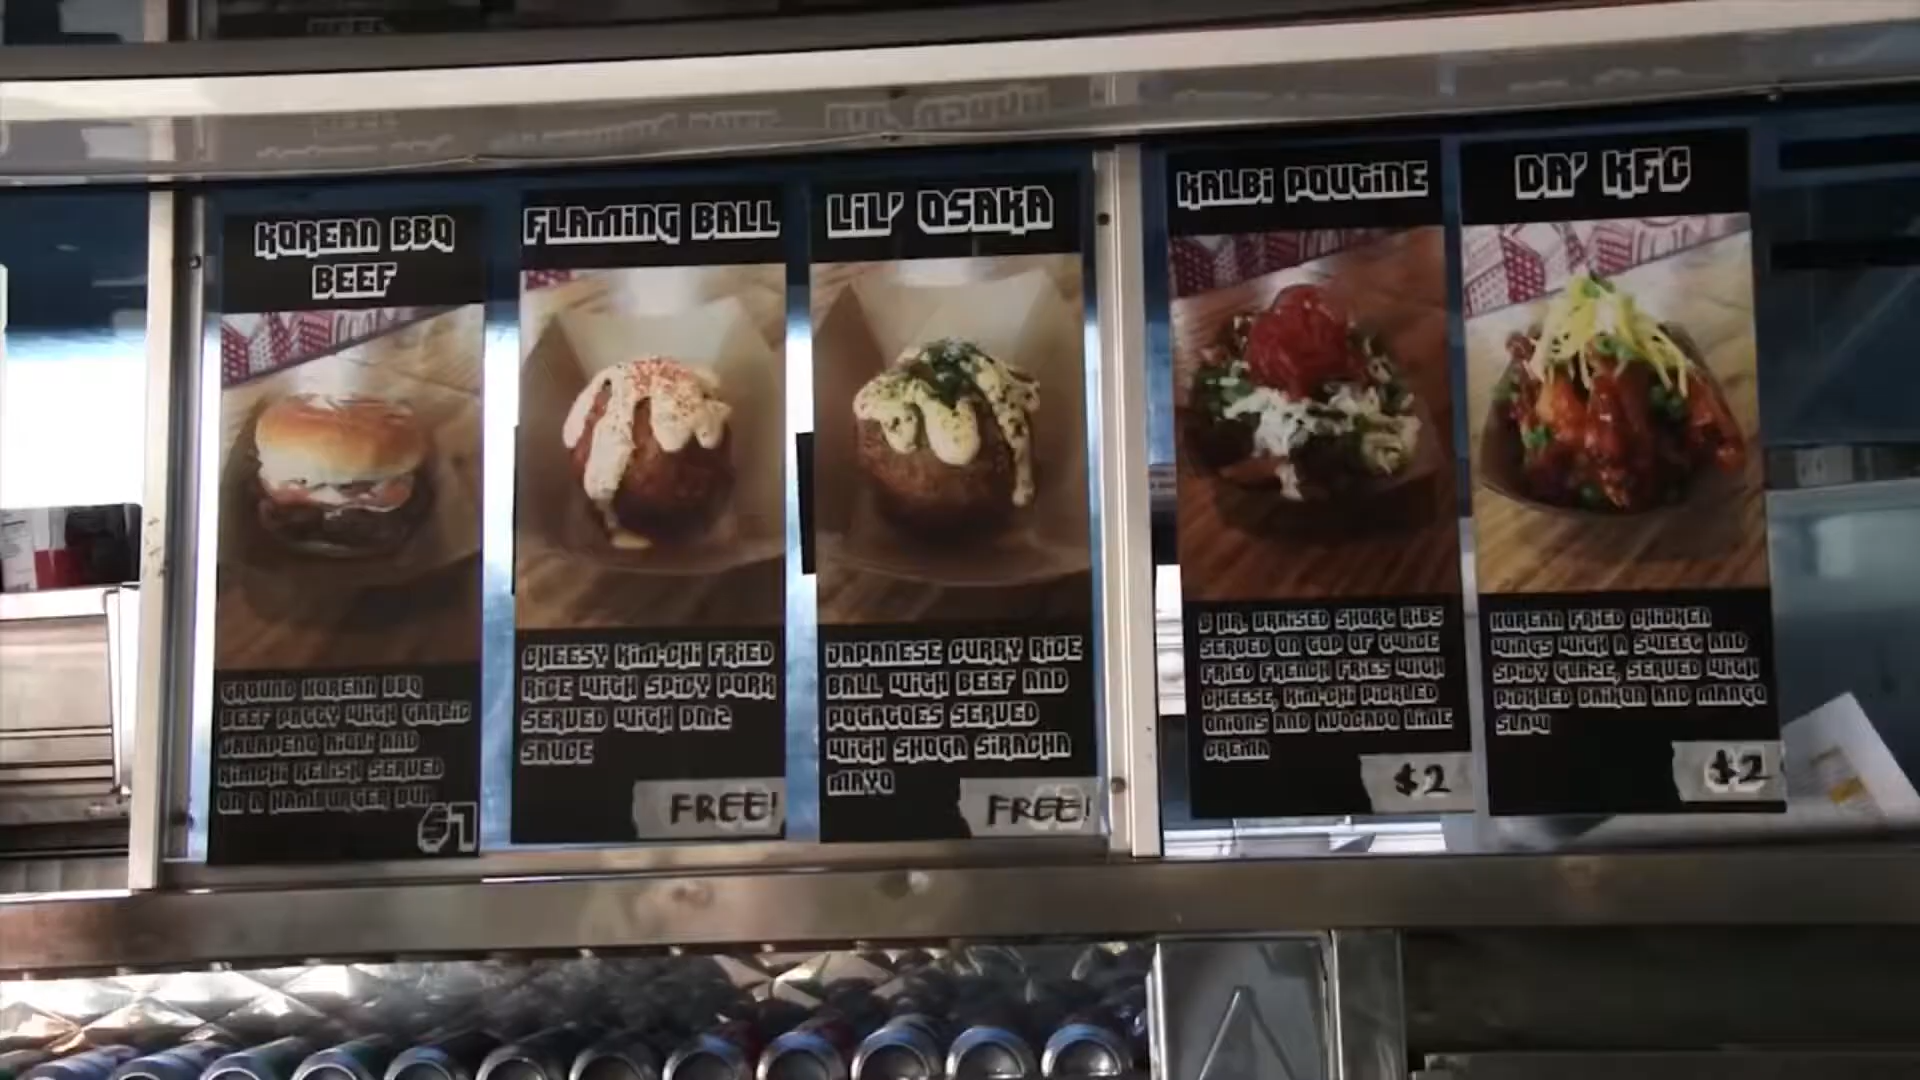 KOREAN BBQ
BEEF
GROUND KOREAN BBQ
BEEF PATTY WITH GARLIC
JALAPENO AIOLI AND
KIMCHI RELISH SERVED
ON A HAMBURGER BUN
$7
FLAMING BALL
CHEESY KIM-CHI FRIED
RICE WITH SPICY PORK
SERVED WITH DMZ
SAUCE
FREE!
LIL' OSAKA
JAPANESE CURRY RICE
BALL WITH BEEF AND
POTATOES SERVED
WITH SHOGA SIRACHA
MAYO
FREE!
KALBI POUTINE
8 HR. BRAISED SHORT RIBS
SERVED ON TOP OF TWICE
FRIED FRENCH FRIES WITH
CHEESE, KIM-CHI PICKLED
ONIONS AND AVOCADO LIME
CREMA
$2
DA' KFC
KOREAN FRIED CHICKEN
WINGS WITH A SWEET AND
SPICY GLAZE, SERVED WITH
PICKLED DAIKON AND MANGO
SLAW
$2